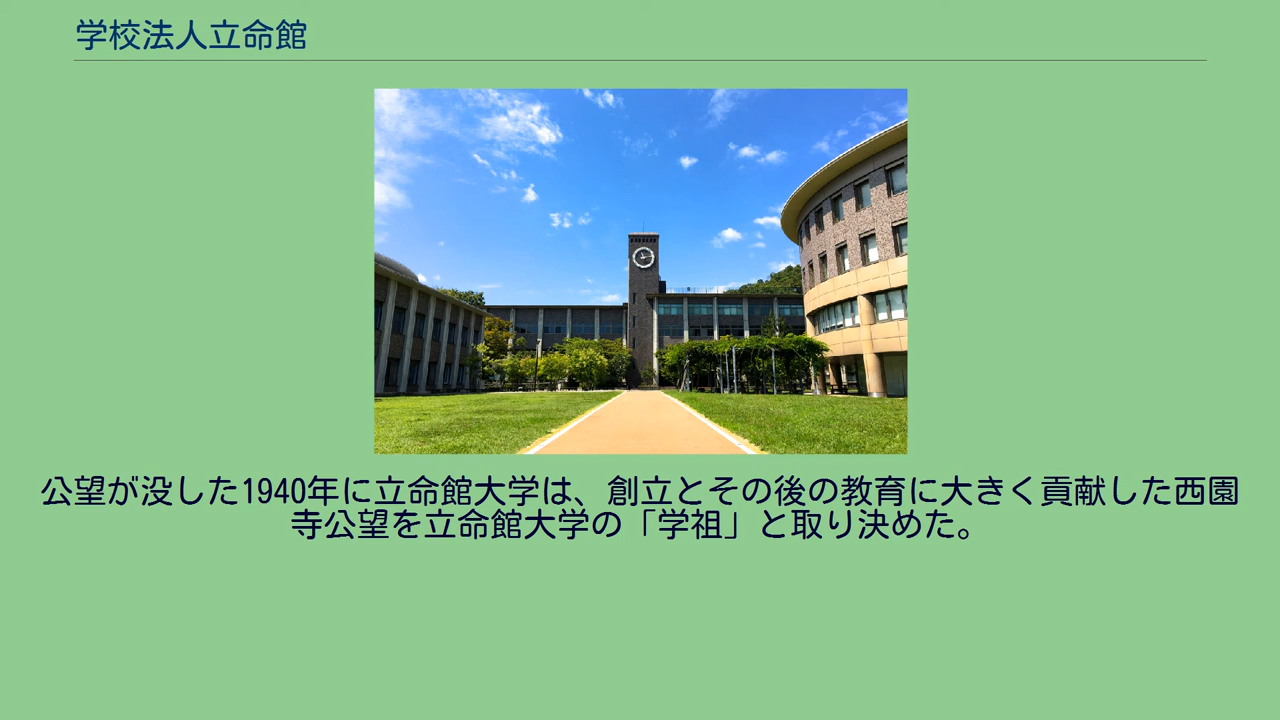 学校法人立命館
公望が没した1940年に立命館大学は、創立とその後の教育に大きく貢献した西園
寺公望を立命館大学の「学祖」と取り決めた。